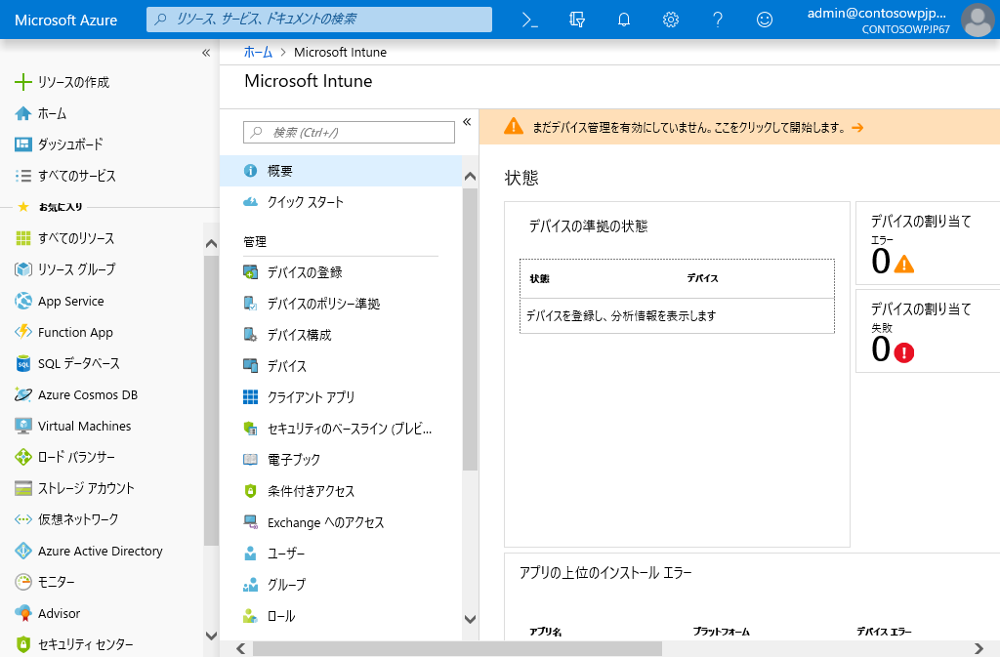 Microsoft Azure
リソース、サービス、ドキュメントの検索
admin@contosowpjp...
CONTOSOWPJP67
リソースの作成
ホーム
ダッシュボード
すべてのサービス
お気に入り
すべてのリソース
リソース グループ
App Service
Function App
SQL データベース
Azure Cosmos DB
Virtual Machines
ロード バランサー
ストレージ アカウント
仮想ネットワーク
Azure Active Directory
モニター
Advisor
セキュリティ センター
ホーム > Microsoft Intune
Microsoft Intune
検索 (Ctrl+/)
概要
クイック スタート
管理
デバイスの登録
デバイスのポリシー準拠
デバイス構成
デバイス
クライアント アプリ
セキュリティのベースライン (プレビ...
電子ブック
条件付きアクセス
Exchange へのアクセス
ユーザー
グループ
ロール
まだデバイス管理を有効にしていません。ここをクリックして開始します。→
状態
デバイスの準拠の状態
状態 デバイス
デバイスを登録し、分析情報を表示します
デバイスの割り当て
エラー
0
デバイスの割り当て
失敗
0
アプリの上位のインストール エラー
アプリ名 プラットフォーム デバイス エラー